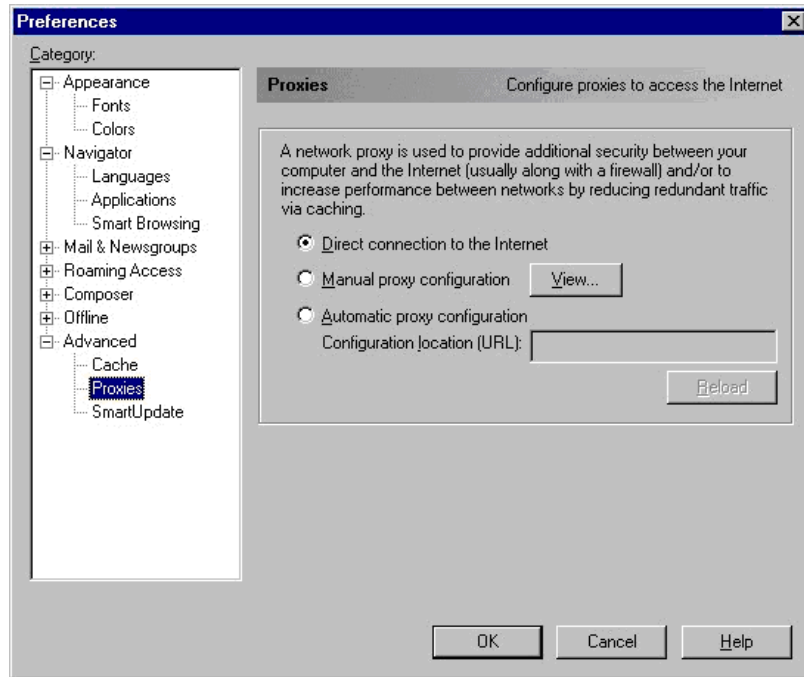 Preferences
Category:
Appearance
Fonts
Colors
Navigator
Languages
Applications
Smart Browsing
Mail & Newsgroups
Roaming Access
Composer
Offline
Advanced
Cache
Proxies
SmartUpdate
Proxies Configure proxies to access the Internet
A network proxy is used to provide additional security between your
computer and the Internet (usually along with a firewall) and/or to
increase performance between networks by reducing redundant traffic
via caching.
Direct connection to the Internet
Manual proxy configuration View...
Automatic proxy configuration
Configuration location (URL):
Reload
OK Cancel Help